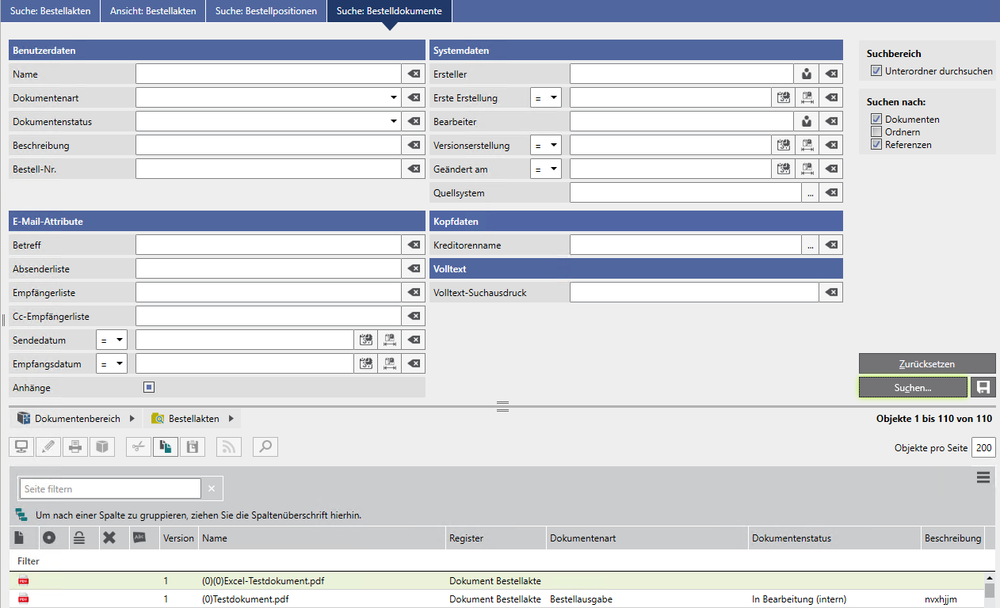 Suche: Bestellakten
Ansicht: Bestellakten
Suche: Bestellpositionen
Suche: Bestelldokumente
Benutzerdaten
Name
Dokumentenart
Dokumentenstatus
Beschreibung
Bestell-Nr.
Systemdaten
Ersteller
Erste Erstellung =
Bearbeiter
Versionserstellung =
Geändert am =
Quellsystem ...
Suchbereich
Unterordner durchsuchen
Suchen nach:
Dokumenten
Ordnern
Referenzen
E-Mail-Attribute
Betreff
Absenderliste
Empfängerliste
Cc-Empfängerliste
Sendedatum =
Empfangsdatum =
Anhänge
Kopfdaten
Kreditorenname ...
Volltext
Volltext-Suchausdruck
Zurücksetzen
Suchen...
Dokumentenbereich
Bestellakten
Objekte 1 bis 110 von 110
Objekte pro Seite 200
Seite filtern
Um nach einer Spalte zu gruppieren, ziehen Sie die Spaltenüberschrift hierhin.
Abc Version Name Register Dokumentenart Dokumentenstatus Beschreibung
Filter
PDF 1 (0)(0)Excel-Testdokument.pdf Dokument Bestellakte
PDF 1 (0)Testdokument.pdf Dokument Bestellakte Bestellausgabe In Bearbeitung (intern) nvxhjjm